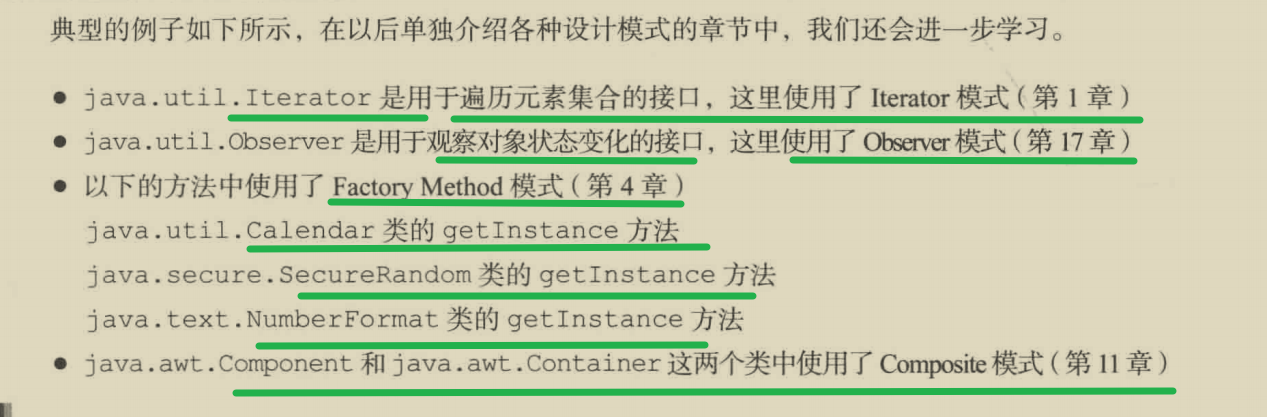 典型的例子如下所示，在以后单独介绍各种设计模式的章节中，我们还会进一步学习。
● java.util.Iterator 是用于遍历元素集合的接口，这里使用了 Iterator 模式（第 1 章）
● java.util.Observer 是用于观察对象状态变化的接口，这里使用了 Observer 模式（第 17 章）
● 以下的方法中使用了 Factory Method 模式（第 4 章）
java.util.Calendar 类的 getInstance 方法
java.secure.SecureRandom 类的 getInstance 方法
java.text.NumberFormat 类的 getInstance 方法
● java.awt.Component 和 java.awt.Container 这两个类中使用了 Composite 模式（第 11 章）